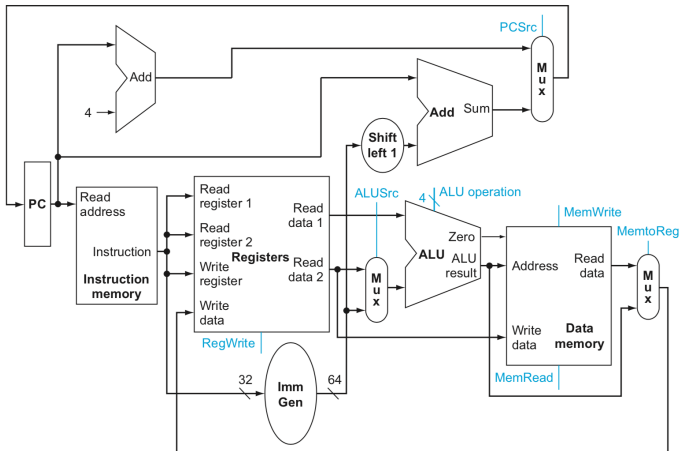 PCSrc
Add
4
M
u
x
Add Sum
Shift
left 1
PC
Read
address
Instruction
Instruction
memory
Read
register 1
Read
register 2
Write
register
Write
data
Registers
Read
data 1
Read
data 2
RegWrite
ALUSrc
M
u
x
4 ALU operation
Zero
ALU
ALU
result
MemWrite
Address
Read
data
Write
data
Data
memory
MemRead
MemtoReg
M
u
x
32
Imm
Gen
64